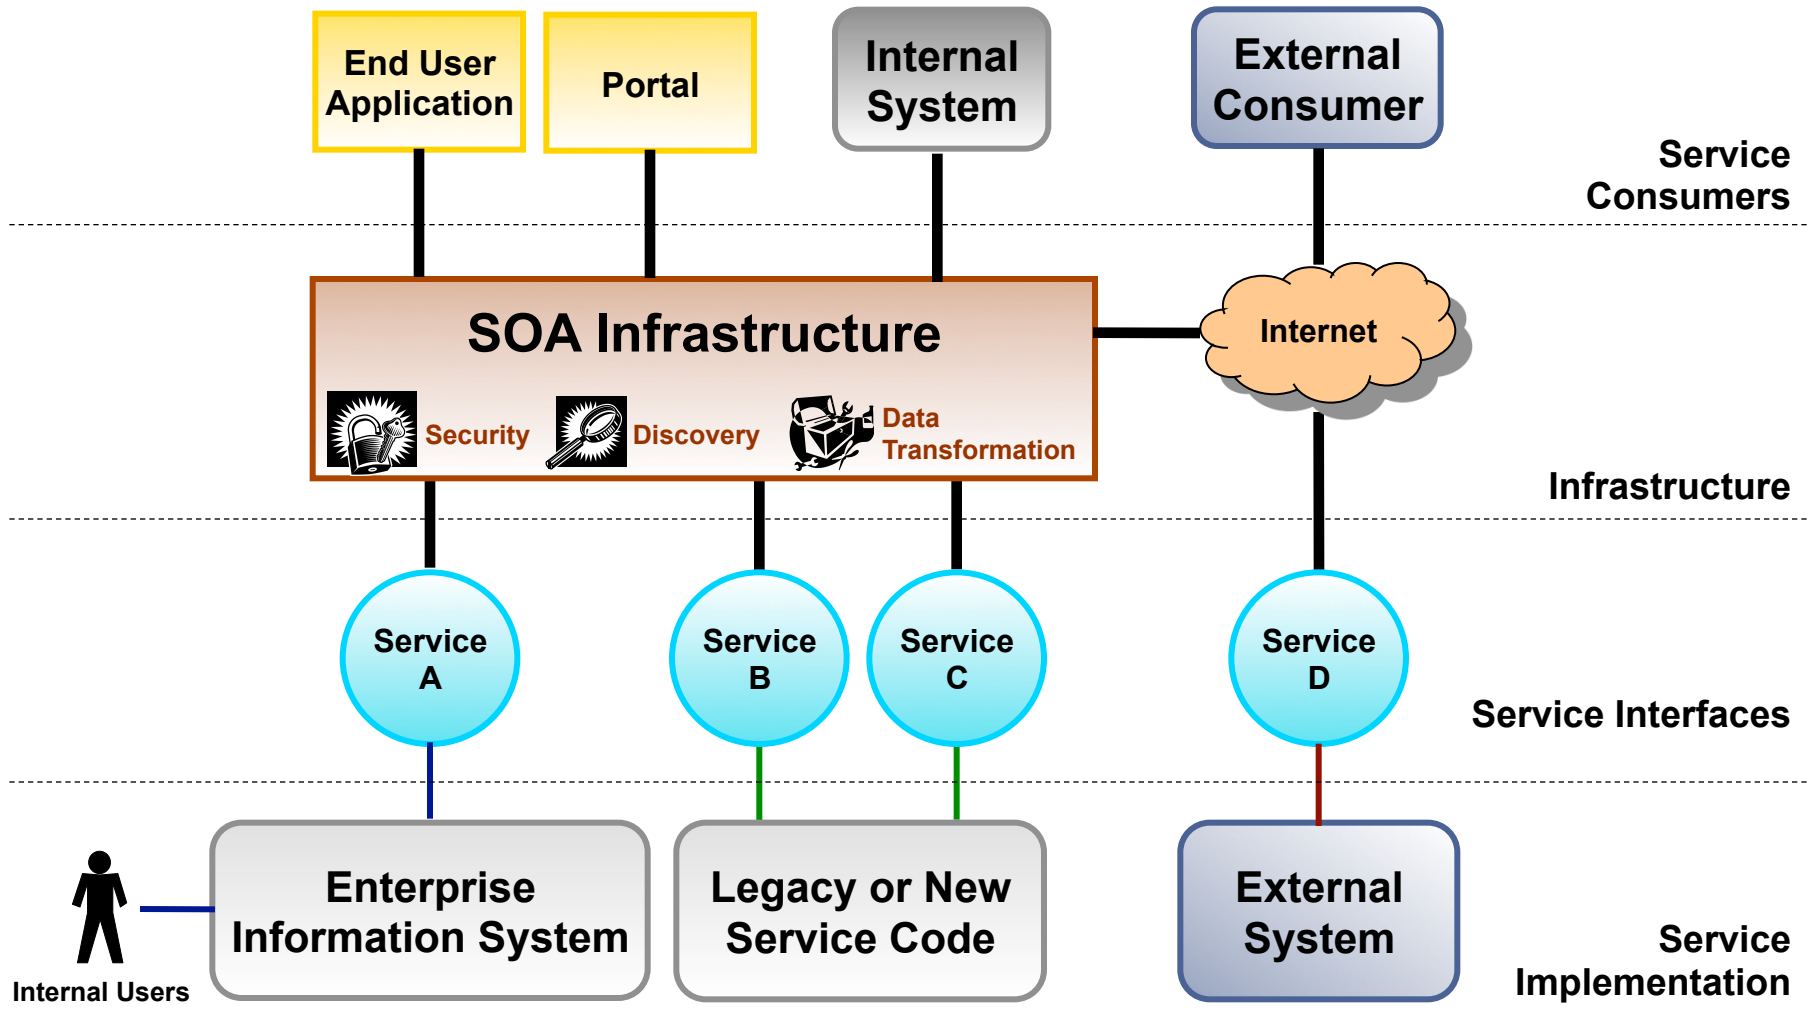 End User
Application
Portal
Internal
System
External
Consumer
Service
Consumers
SOA Infrastructure
Internet
Security
Discovery
Data
Transformation
Infrastructure
Service
A
Service
B
Service
C
Service
D
Service Interfaces
Enterprise
Information System
Legacy or New
Service Code
External
System
Service
Implementation
Internal Users